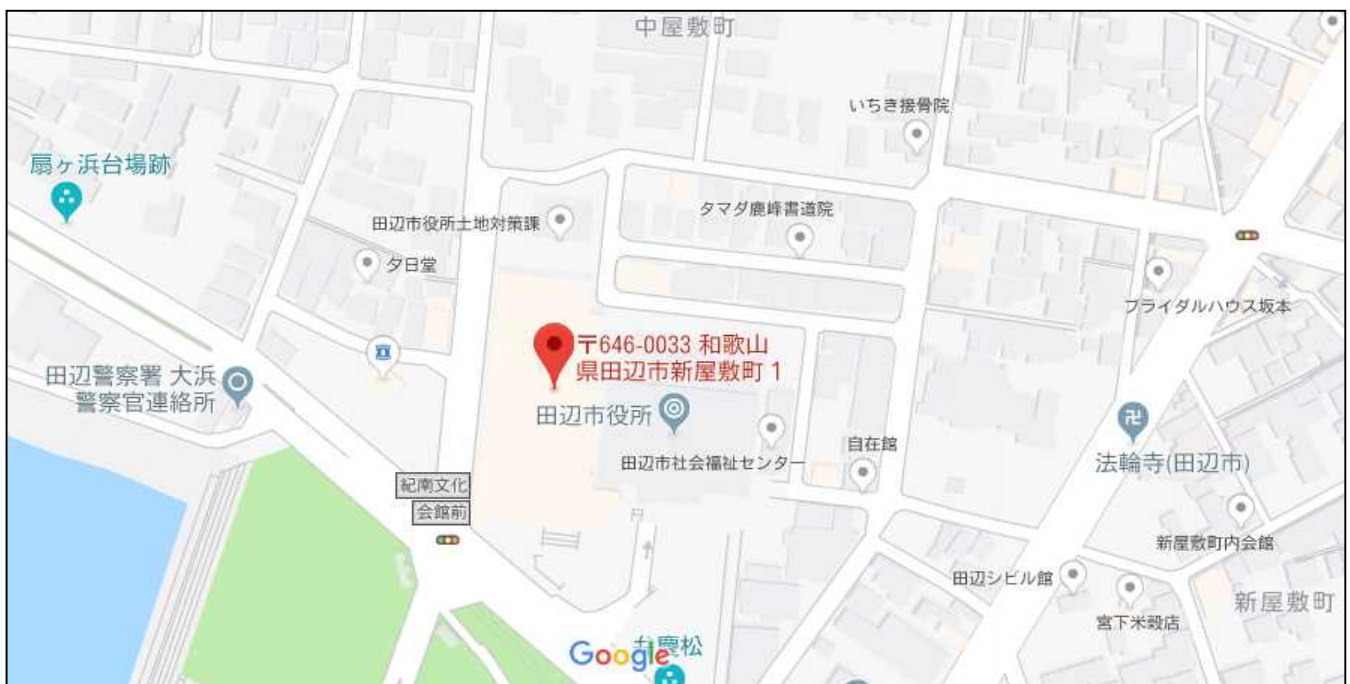 中屋敷町
いちき接骨院
扇ヶ浜台場跡
タマダ鹿峰書道院
田辺市役所土地対策課
夕日堂
ブライダルハウス坂本
〒646-0033 和歌山
県田辺市新屋敷町 1
田辺警察署 大浜
警察官連絡所
田辺市役所
自在館
田辺市社会福祉センター
法輪寺(田辺市)
紀南文化
会館前
新屋敷町内会館
田辺シビル館
新屋敷町
宮下米穀店
弁慶松
Google